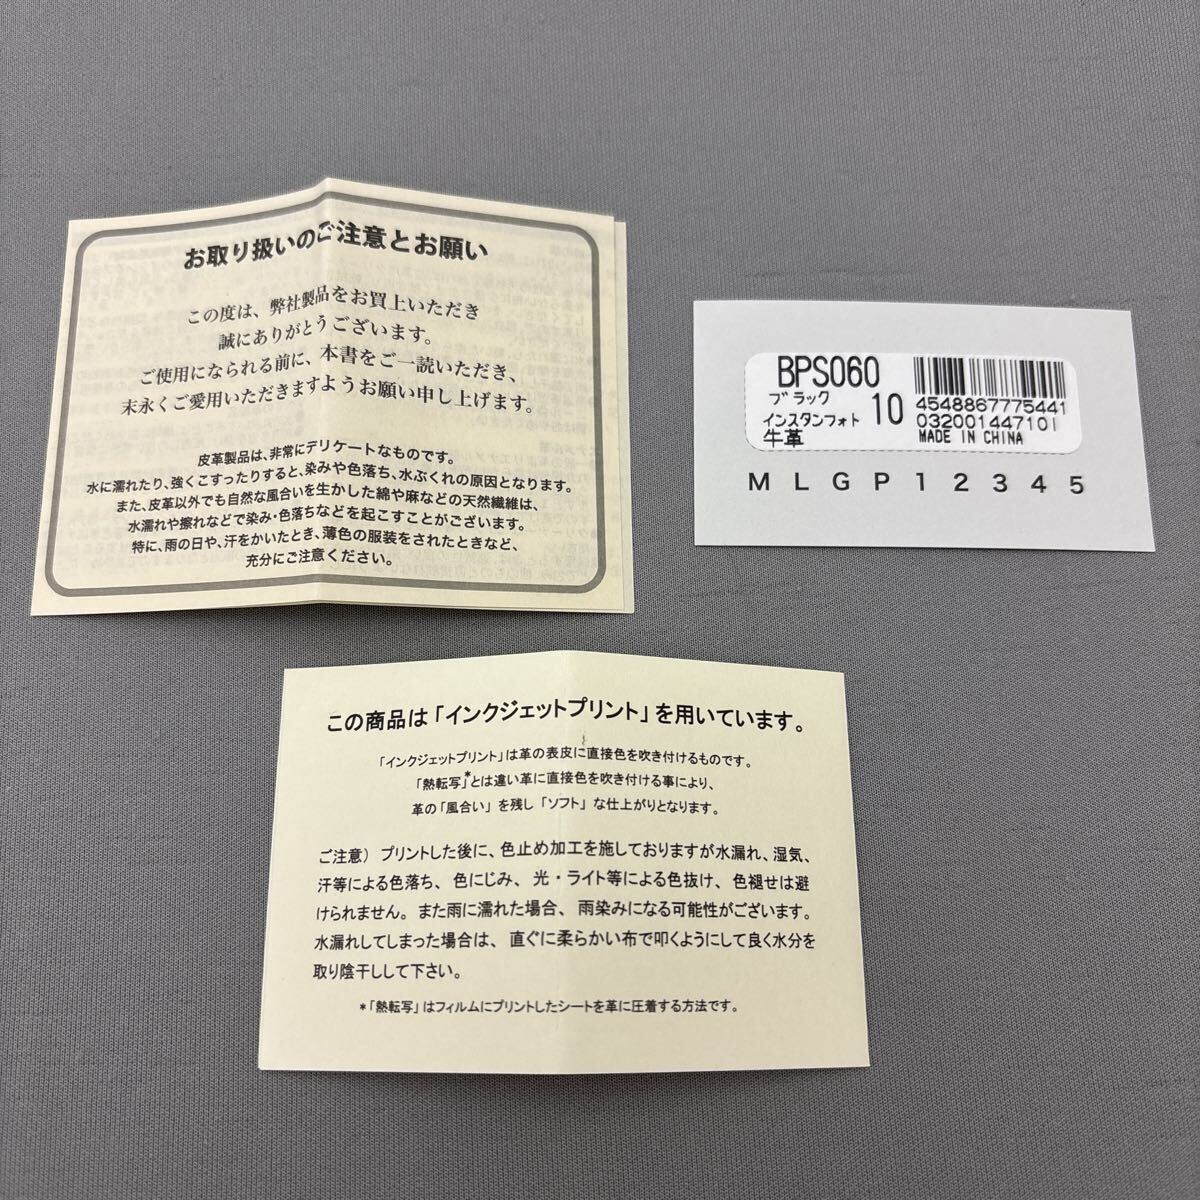 お取り扱いのご注意とお願い
この度は、弊社製品をお買上いただき
誠にありがとうございます。
ご使用になられる前に、本書をご一読いただき、
末永くご愛用いただきますようお願い申し上げます。
皮革製品は、非常にデリケートなものです。
水に濡れたり、強くこすったりすると、染みや色落ち、水ぶくれの原因となります。
また、皮革以外でも自然な風合いを生かした綿や麻などの天然繊維は、
水濡れや擦れなどで染み・色落ちなどを起こすことがございます。
特に、雨の日や、汗をかいたとき、薄色の服装をされたときなど、
充分にご注意ください。
BPS060
ブラック
インスタンフォト 10
牛革
4548867775441
032001447101
MADE IN CHINA
M L G P 1 2 3 4 5
この商品は「インクジェットプリント」を用いています。
「インクジェットプリント」は革の表皮に直接色を吹き付けるものです。
「熱転写」*とは違い革に直接色を吹き付ける事により、
革の「風合い」を残し「ソフト」な仕上がりとなります。
ご注意）プリントした後に、色止め加工を施しておりますが水漏れ、湿気、
汗等による色落ち、色にじみ、光・ライト等による色抜け、色褪せは避
けられません。また雨に濡れた場合、雨染みになる可能性がございます。
水漏れしてしまった場合は、直ぐに柔らかい布で叩くようにして良く水分を
取り陰干しして下さい。
*「熱転写」はフィルムにプリントしたシートを革に圧着する方法です。